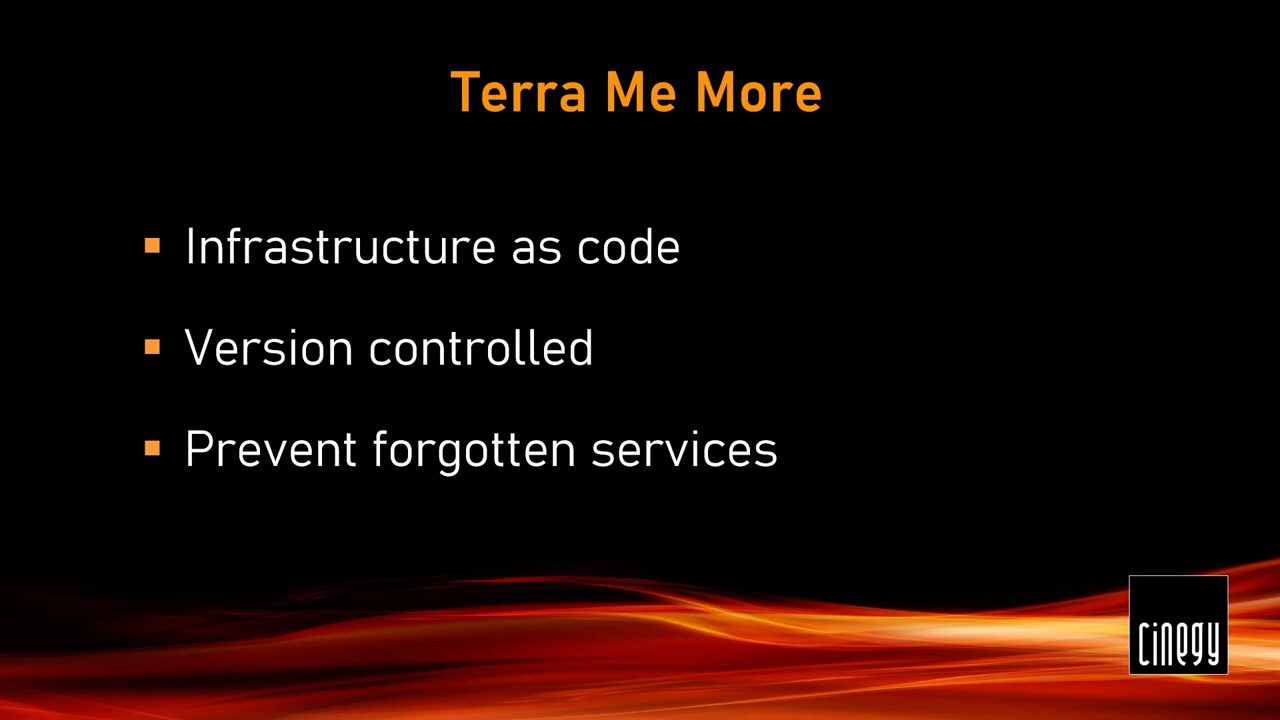 Terra Me More
Infrastructure as code
Version controlled
Prevent forgotten services
cinegy